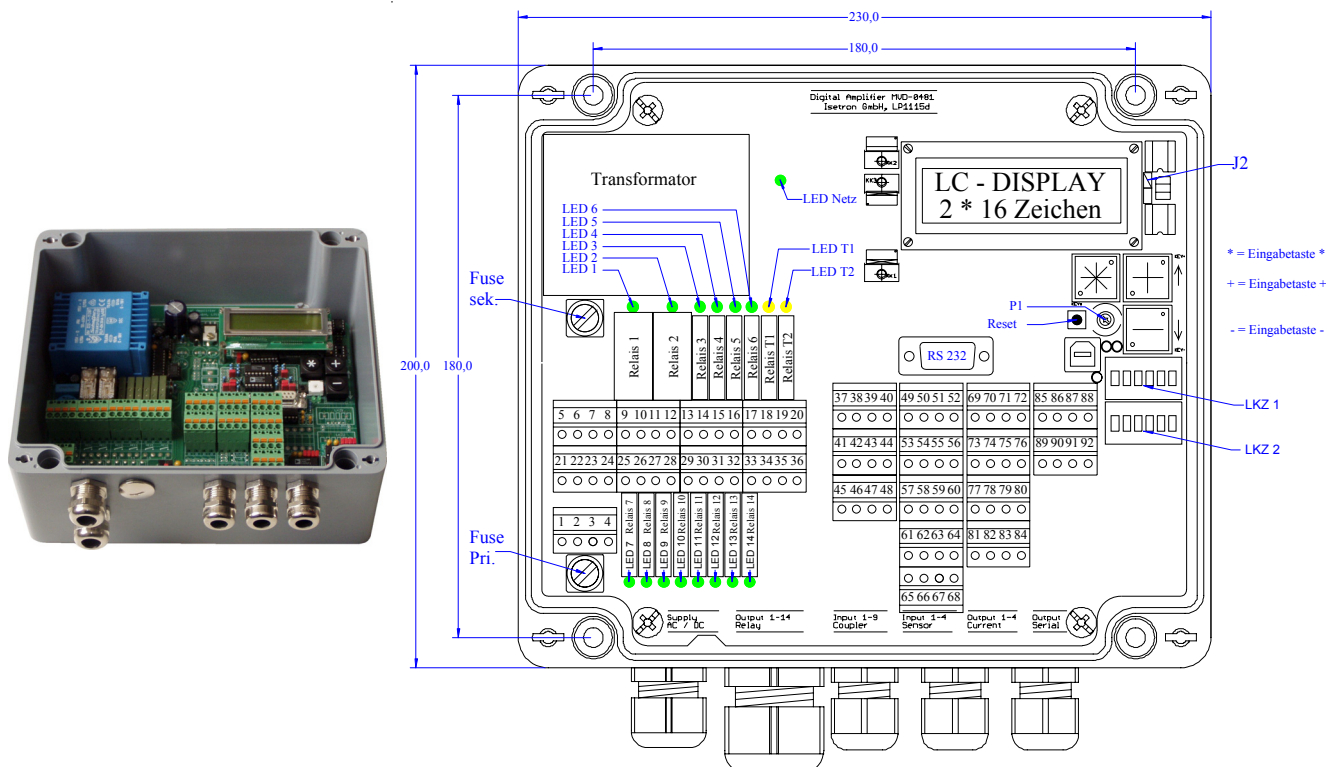 230,0
180,0
Digital Amplifier MVD-0481
Isetron GmbH, LP1115d
J2
Transformator
LED Netz
KK2
KK3
KK1
LC - DISPLAY
2 * 16 Zeichen
LED 6
LED 5
LED 4
LED 3
LED 2
LED 1
LED T1
LED T2
* = Eingabetaste *
+ = Eingabetaste +
- = Eingabetaste -
Fuse
sek.
P1
Reset
200,0
180,0
Relais 1
Relais 2
Relais 3
Relais 4
Relais 5
Relais 6
Relais T1
Relais T2
RS 232
LKZ 1
LKZ 2
5 6 7 8 9 10 11 12 13 14 15 16 17 18 19 20
21 22 23 24 25 26 27 28 29 30 31 32 33 34 35 36
37 38 39 40
41 42 43 44
45 46 47 48
49 50 51 52
53 54 55 56
57 58 59 60
61 62 63 64
65 66 67 68
69 70 71 72
73 74 75 76
77 78 79 80
81 82 83 84
85 86 87 88
89 90 91 92
1 2 3 4
Fuse
Pri.
LED 7 Relais 7
LED 8 Relais 8
LED 9 Relais 9
LED 10 Relais 10
LED 11 Relais 11
LED 12 Relais 12
LED 13 Relais 13
LED 14 Relais 14
Supply
AC / DC
Output 1-14
Relay
Input 1-9
Coupler
Input 1-4
Sensor
Output 1-4
Current
Output
Serial